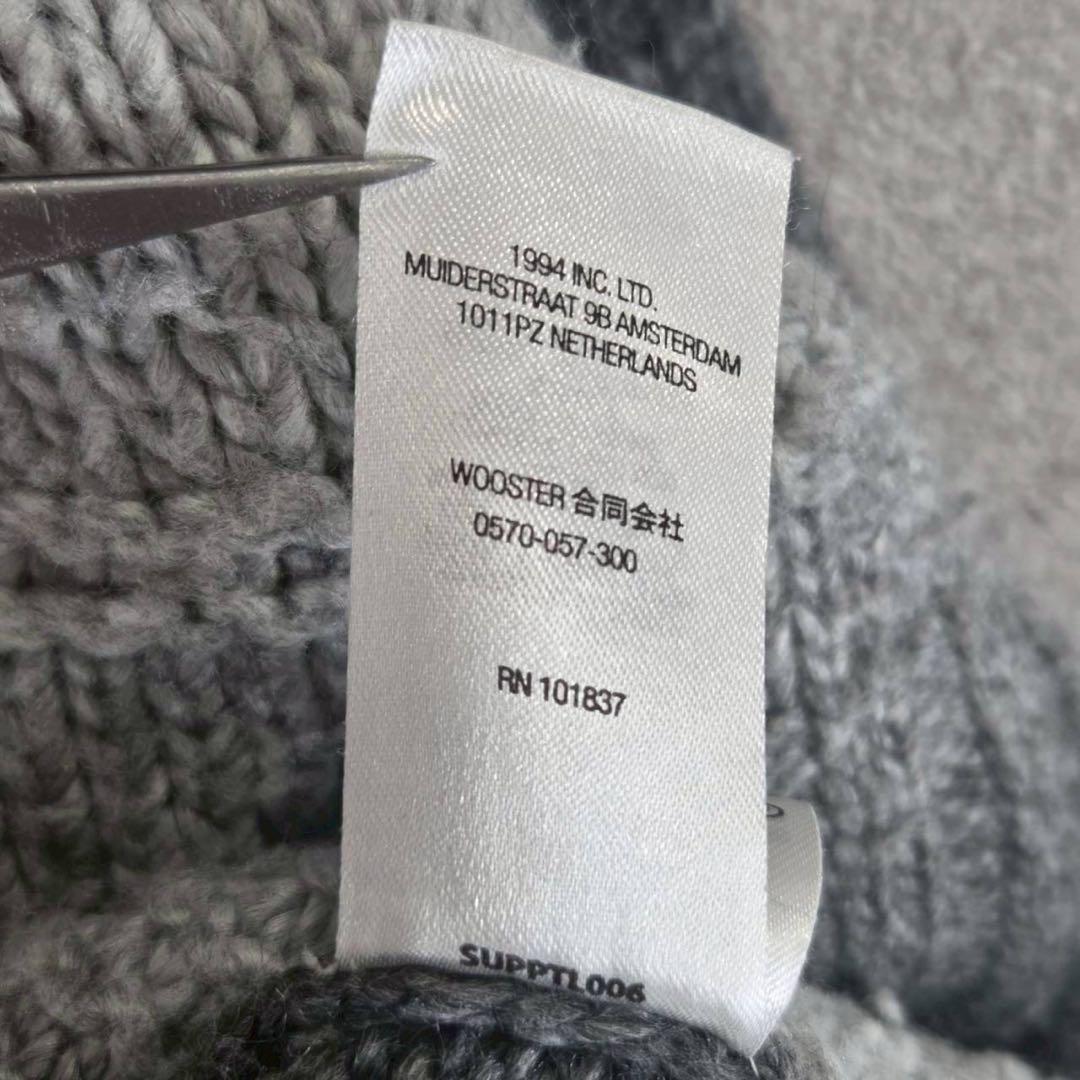 1994 INC. LTD.
MUIDERSTRAAT 9B AMSTERDAM
1011PZ NETHERLANDS
WOOSTER 合同会社
0570-057-300
RN 101837
SUPPTL006